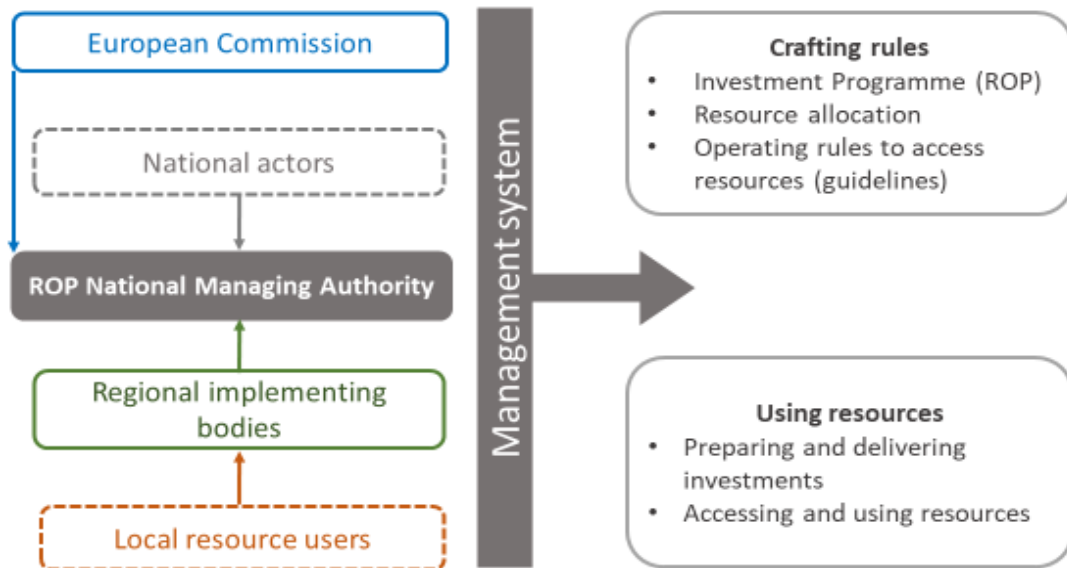 European Commission
National actors
ROP National Managing Authority
Regional implementing
bodies
Local resource users
Management system
Crafting rules
• Investment Programme (ROP)
• Resource allocation
• Operating rules to access
resources (guidelines)
Using resources
• Preparing and delivering
investments
• Accessing and using resources